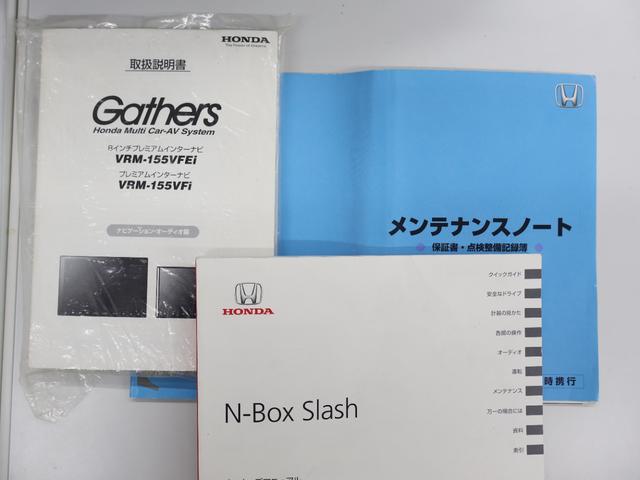 HONDA
The Power of Dreams
取扱説明書
Gathers
Honda Multi Car-AV System
8インチプレミアムインターナビ
VRM-155VFEi
プレミアムインターナビ
VRM-155VFi
ナビゲーション・オーディオ編
メンテナンスノート
保証書・点検整備記録簿
時携行
HONDA
N-Box Slash
クイックガイド
安全なドライブ
計器の見かた
各部の操作
オーディオ
運転
メンテナンス
万一の場合には
資料
索引